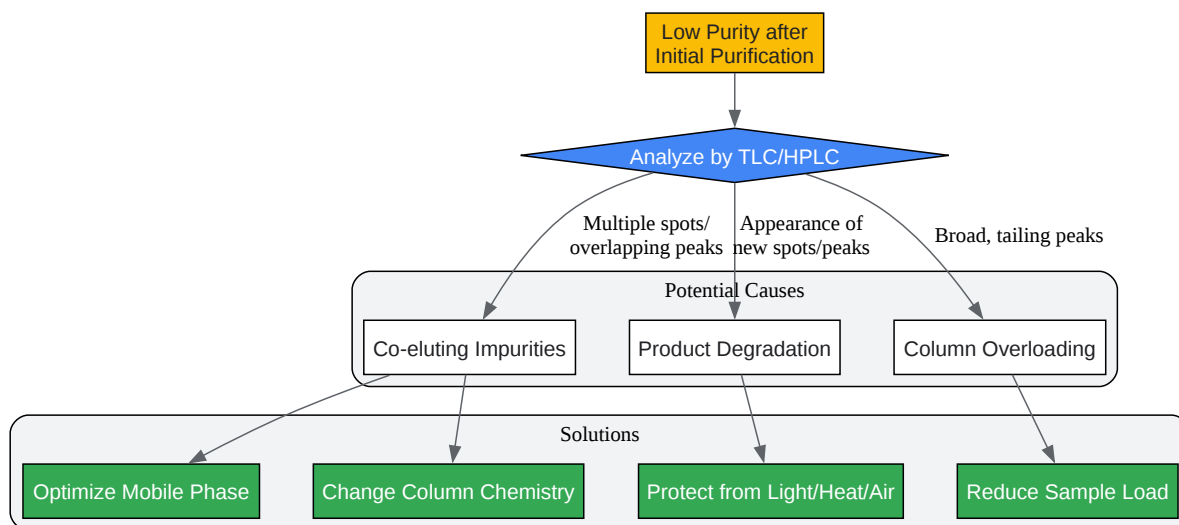 Low Purity after
Initial Purification
Analyze by TLC/HPLC
Multiple spots/
overlapping peaks
Appearance of
new spots/peaks
Broad, tailing peaks
Potential Causes
Co-eluting Impurities
Product Degradation
Column Overloading
Solutions
Optimize Mobile Phase
Change Column Chemistry
Protect from Light/Heat/Air
Reduce Sample Load